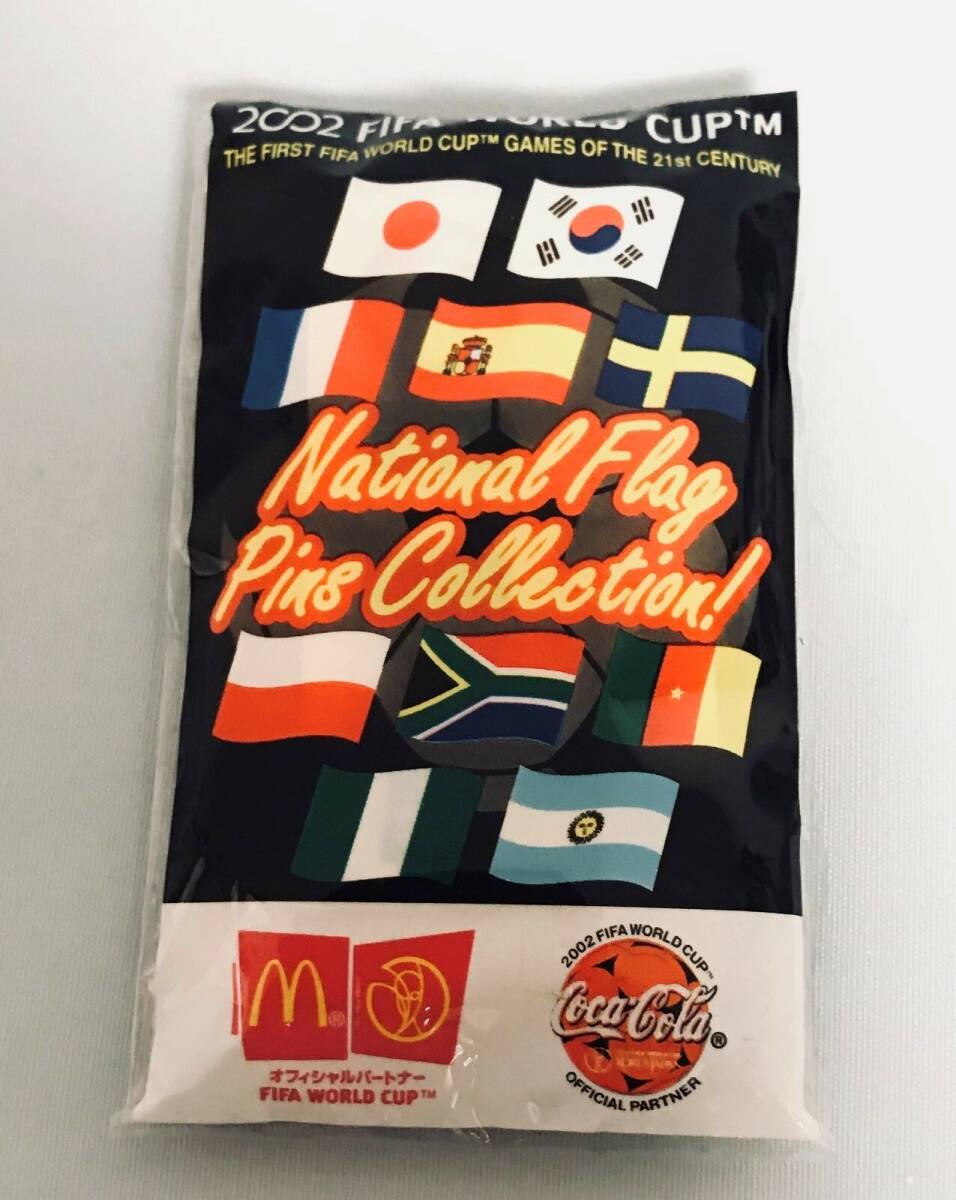 2002 FIFA WORLD CUP™
THE FIRST FIFA WORLD CUP™ GAMES OF THE 21st CENTURY
National Flag
Pins Collection!
M®
オフィシャルパートナー
FIFA WORLD CUP™
2002 FIFA WORLD CUP™
Coca-Cola®
OFFICIAL PARTNER